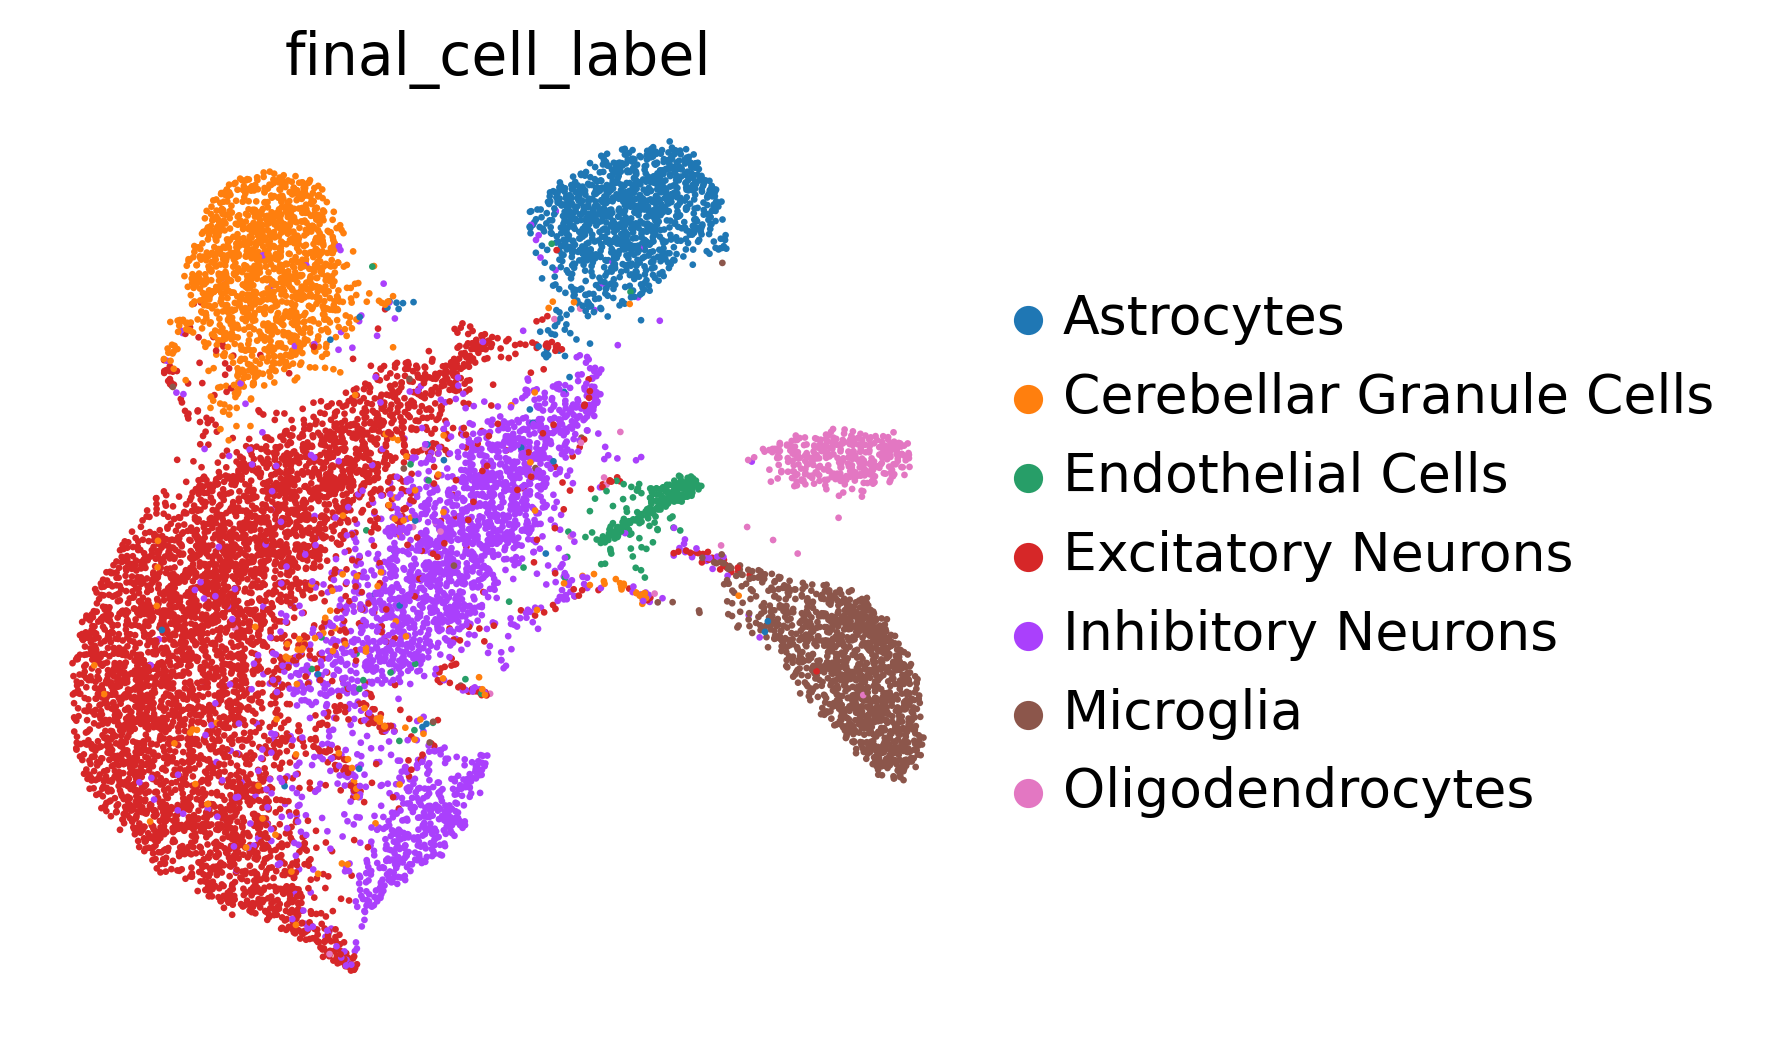 final_cell_label
Astrocytes
Cerebellar Granule Cells
Endothelial Cells
Excitatory Neurons
Inhibitory Neurons
Microglia
Oligodendrocytes